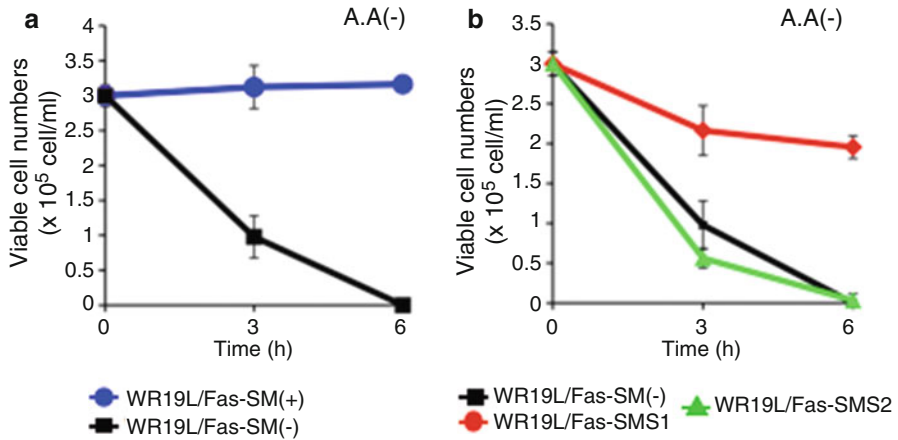 a
A.A(-)
Viable cell numbers
(x 10⁵ cell/ml)
4
3.5
3
2.5
2
1.5
1
0.5
0
0
3
6
Time (h)
WR19L/Fas-SM(+)
WR19L/Fas-SM(-)
b
A.A(-)
Viable cell numbers
(x 10⁵ cell/ml)
3.5
3
2.5
2
1.5
1
0.5
0
0
3
6
Time (h)
WR19L/Fas-SM(-)
WR19L/Fas-SMS1
WR19L/Fas-SMS2